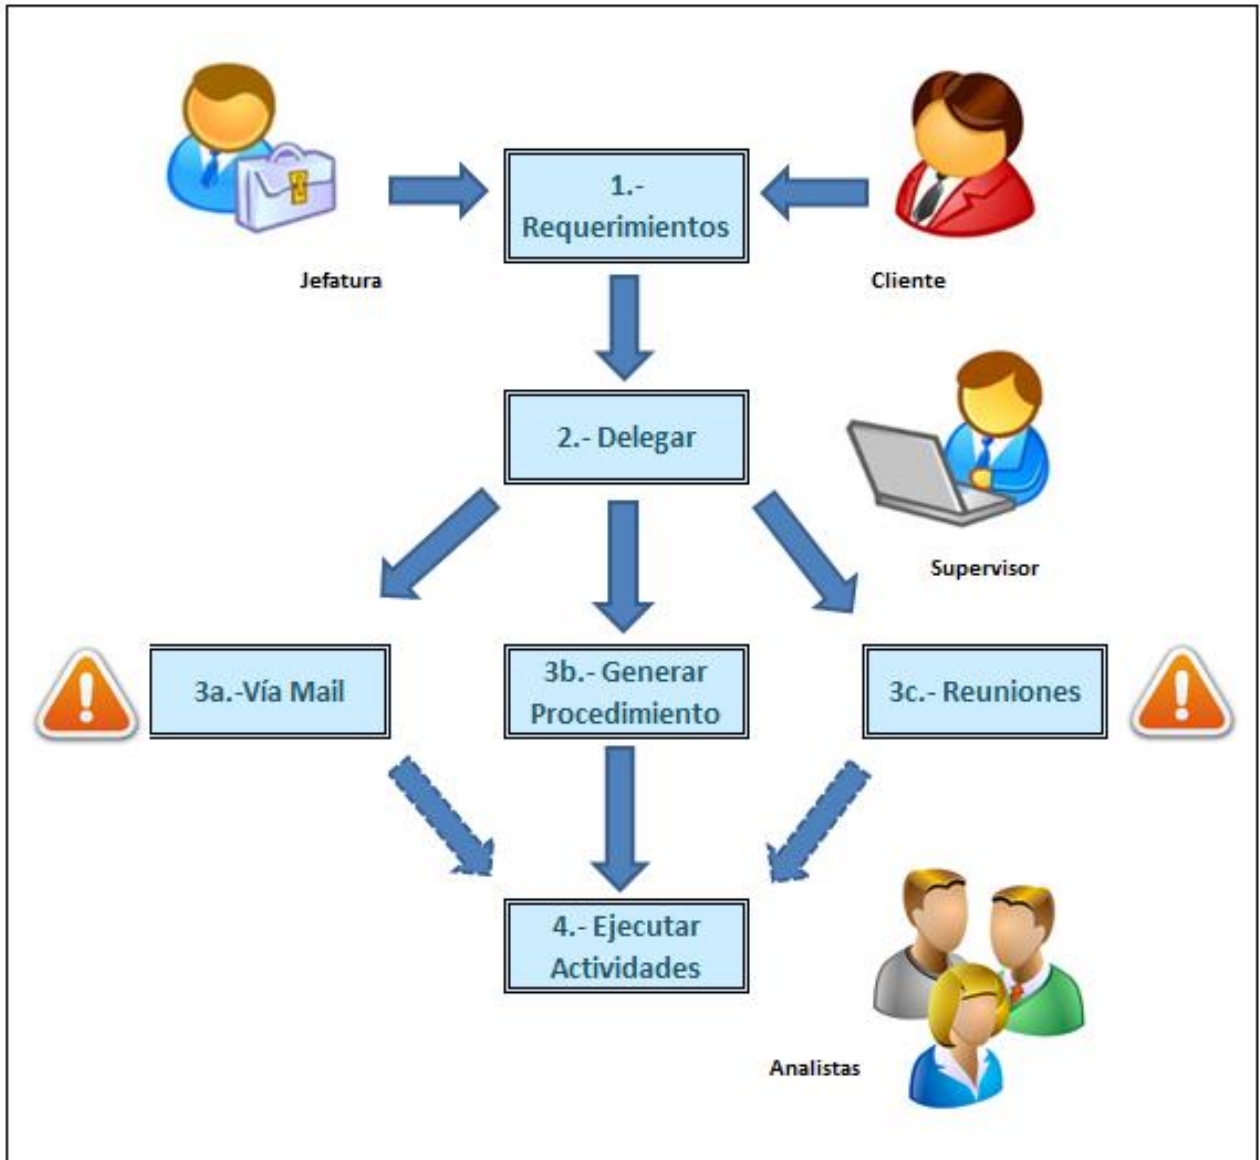 1.-
Requerimientos
Jefatura
Cliente
2.- Delegar
Supervisor
3a.-Vía Mail
3b.- Generar
Procedimiento
3c.- Reuniones
4.- Ejecutar
Actividades
Analistas